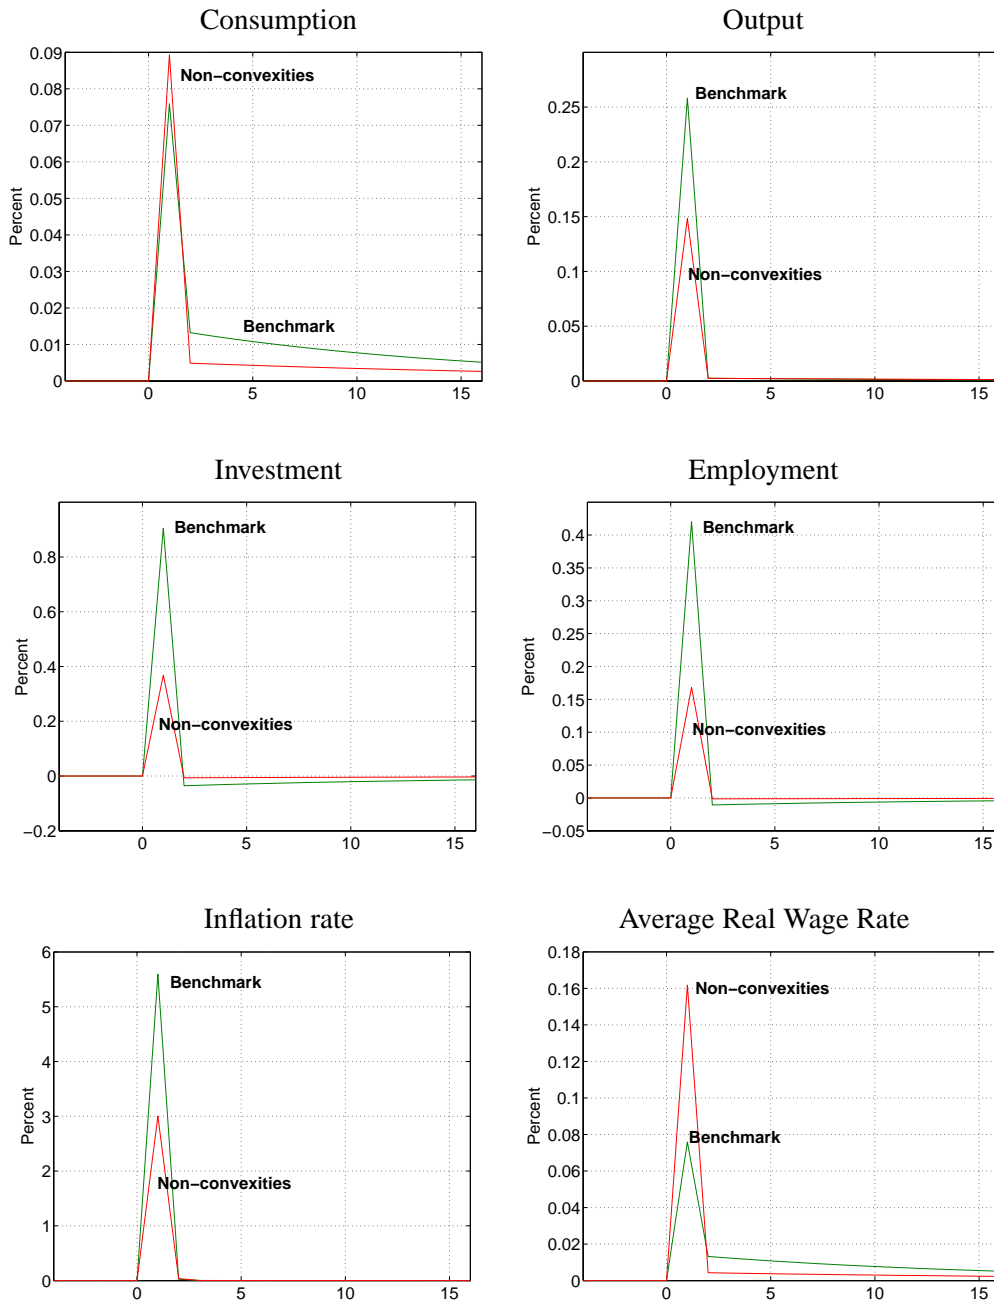 Consumption
0.09
0.08
0.07
0.06
0.05
0.04
0.03
0.02
0.01
0
Percent
Non−convexities
Benchmark
0 5 10 15
Output
0.25
0.2
0.15
0.1
0.05
0
Percent
Benchmark
Non−convexities
0 5 10 15
Investment
0.8
0.6
0.4
0.2
0
−0.2
Percent
Benchmark
Non−convexities
0 5 10 15
Employment
0.4
0.35
0.3
0.25
0.2
0.15
0.1
0.05
0
−0.05
Percent
Benchmark
Non−convexities
0 5 10 15
Inflation rate
6
5
4
3
2
1
0
Percent
Benchmark
Non−convexities
0 5 10 15
Average Real Wage Rate
0.18
0.16
0.14
0.12
0.1
0.08
0.06
0.04
0.02
0
Percent
Non−convexities
Benchmark
0 5 10 15